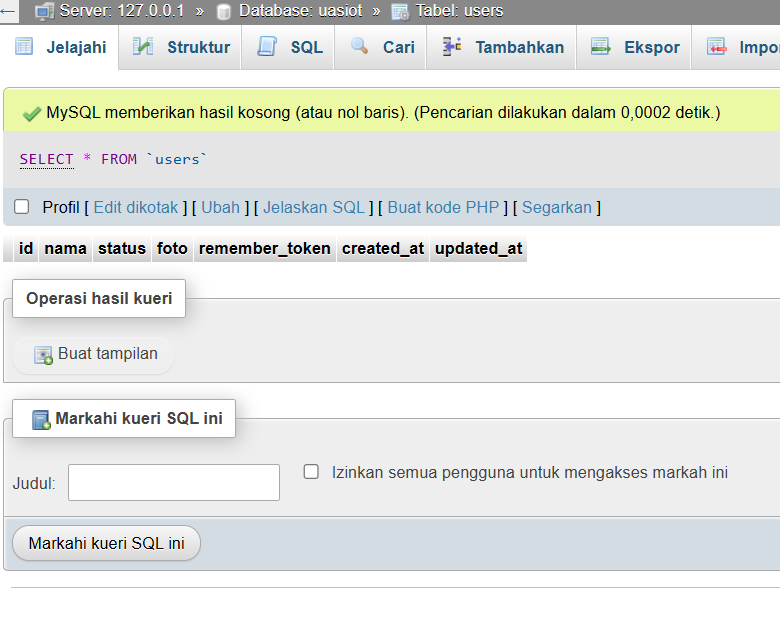 Server: 127.0.0.1 » Database: uasiot » Tabel: users
Jelajahi Struktur SQL Cari Tambahkan Ekspor Impo
MySQL memberikan hasil kosong (atau nol baris). (Pencarian dilakukan dalam 0,0002 detik.)
SELECT * FROM `users`
Profil [ Edit dikotak ] [ Ubah ] [ Jelaskan SQL ] [ Buat kode PHP ] [ Segarkan ]
id nama status foto remember_token created_at updated_at
Operasi hasil kueri
Buat tampilan
Markahi kueri SQL ini
Judul: Izinkan semua pengguna untuk mengakses markah ini
Markahi kueri SQL ini